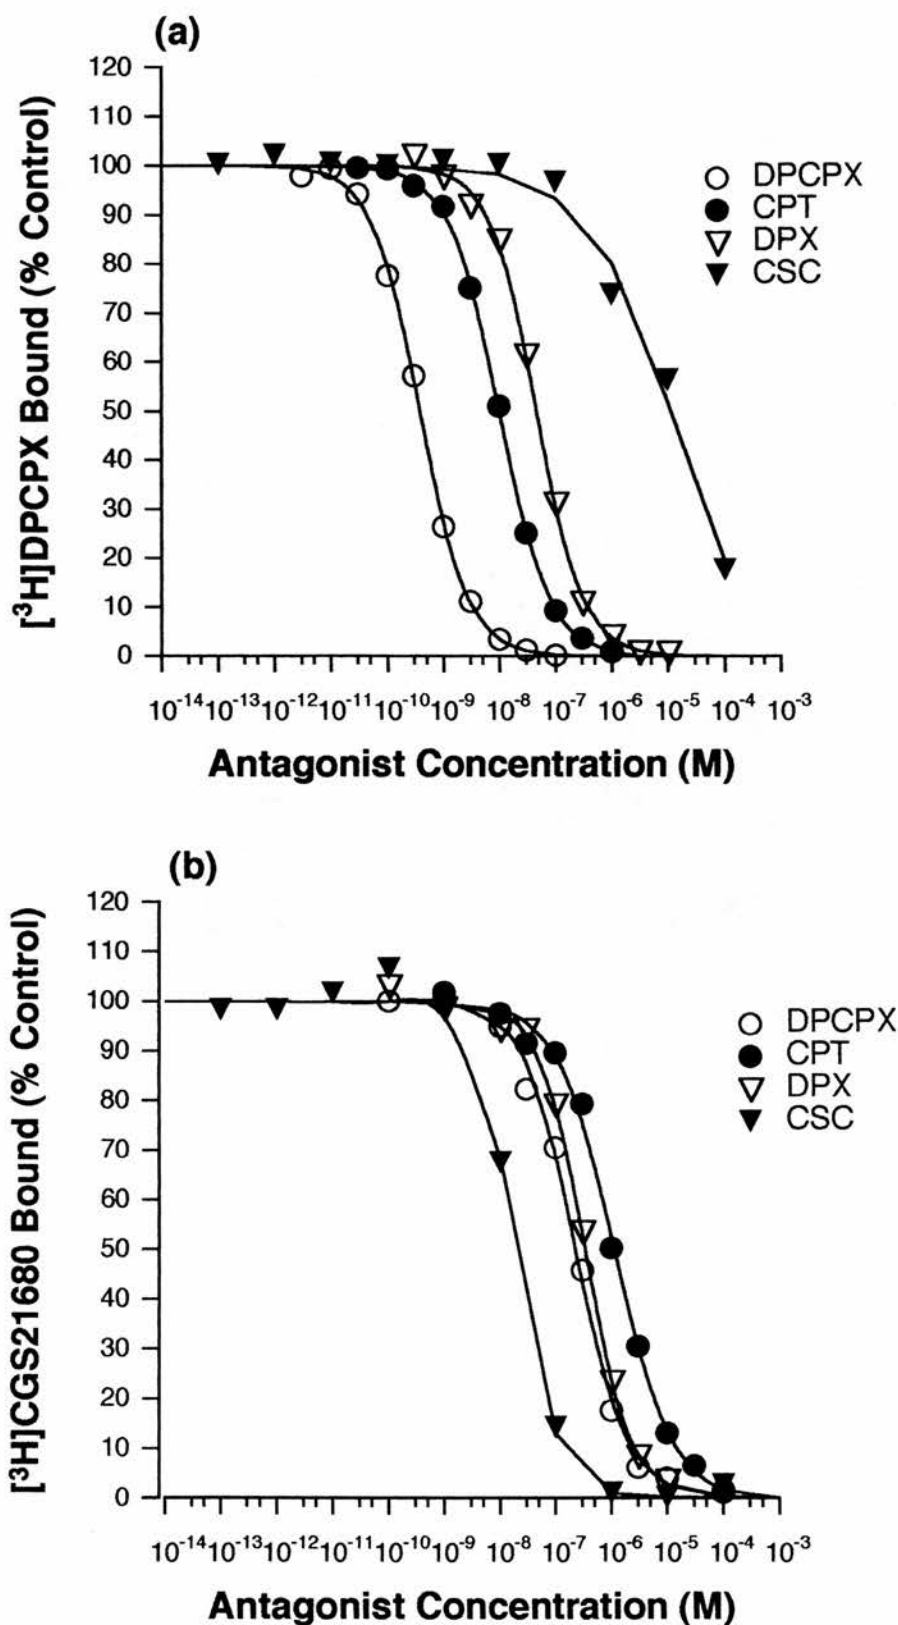 (a)
[³H]DPCPX Bound (% Control)
120
110
100
90
80
70
60
50
40
30
20
10
0
DPCPX
CPT
DPX
CSC
10⁻¹⁴ 10⁻¹³ 10⁻¹² 10⁻¹¹ 10⁻¹⁰ 10⁻⁹ 10⁻⁸ 10⁻⁷ 10⁻⁶ 10⁻⁵ 10⁻⁴ 10⁻³
Antagonist Concentration (M)
(b)
[³H]CGS21680 Bound (% Control)
120
110
100
90
80
70
60
50
40
30
20
10
0
DPCPX
CPT
DPX
CSC
10⁻¹⁴ 10⁻¹³ 10⁻¹² 10⁻¹¹ 10⁻¹⁰ 10⁻⁹ 10⁻⁸ 10⁻⁷ 10⁻⁶ 10⁻⁵ 10⁻⁴ 10⁻³
Antagonist Concentration (M)